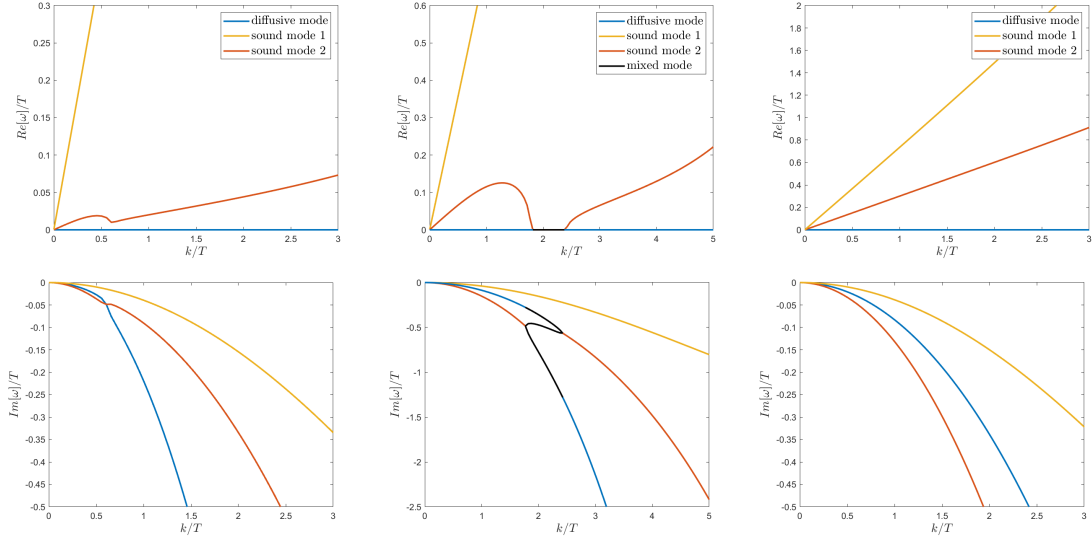 0.3
0.25
0.2
0.15
0.1
0.05
0
Re[ω]/T
0 0.5 1 1.5 2 2.5 3
k/T
diffusive mode
sound mode 1
sound mode 2
0.6
0.5
0.4
0.3
0.2
0.1
0
Re[ω]/T
0 1 2 3 4 5
k/T
diffusive mode
sound mode 1
sound mode 2
mixed mode
2
1.8
1.6
1.4
1.2
1
0.8
0.6
0.4
0.2
0
Re[ω]/T
0 0.5 1 1.5 2 2.5 3
k/T
diffusive mode
sound mode 1
sound mode 2
0
-0.05
-0.1
-0.15
-0.2
-0.25
-0.3
-0.35
-0.4
-0.45
-0.5
Im[ω]/T
0 0.5 1 1.5 2 2.5 3
k/T
0
-0.5
-1
-1.5
-2
-2.5
Im[ω]/T
0 1 2 3 4 5
k/T
0
-0.05
-0.1
-0.15
-0.2
-0.25
-0.3
-0.35
-0.4
-0.45
-0.5
Im[ω]/T
0 0.5 1 1.5 2 2.5 3
k/T